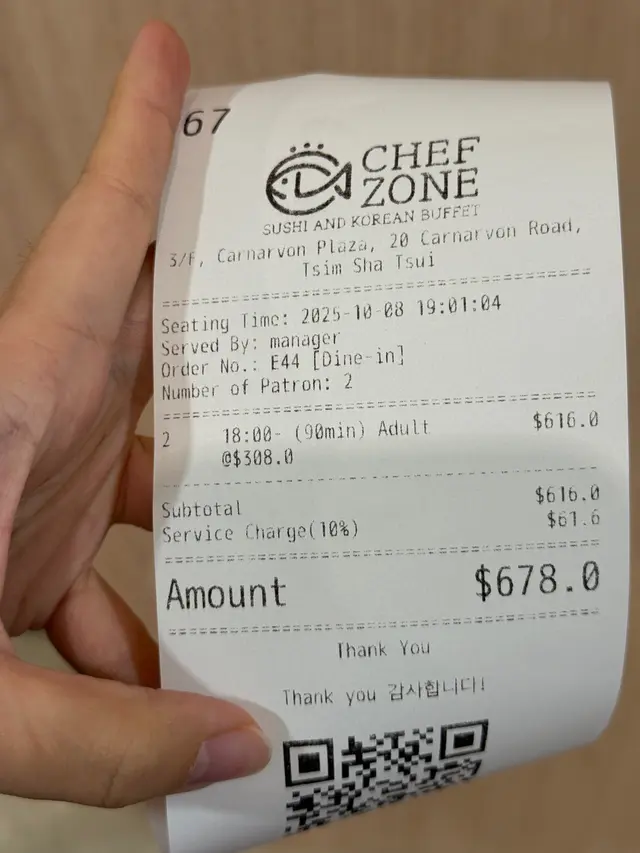 67
CHEF
ZONE
SUSHI AND KOREAN BUFFET
3/F, Carnarvon Plaza, 20 Carnarvon Road,
Tsim Sha Tsui
Seating Time: 2025-10-08 19:01:04
Served By: manager
Order No.: E44 [Dine-in]
Number of Patron: 2
2 18:00- (90min) Adult $616.0
@$308.0
Subtotal $616.0
Service Charge(10%) $61.6
Amount $678.0
Thank You
Thank you 감사합니다!